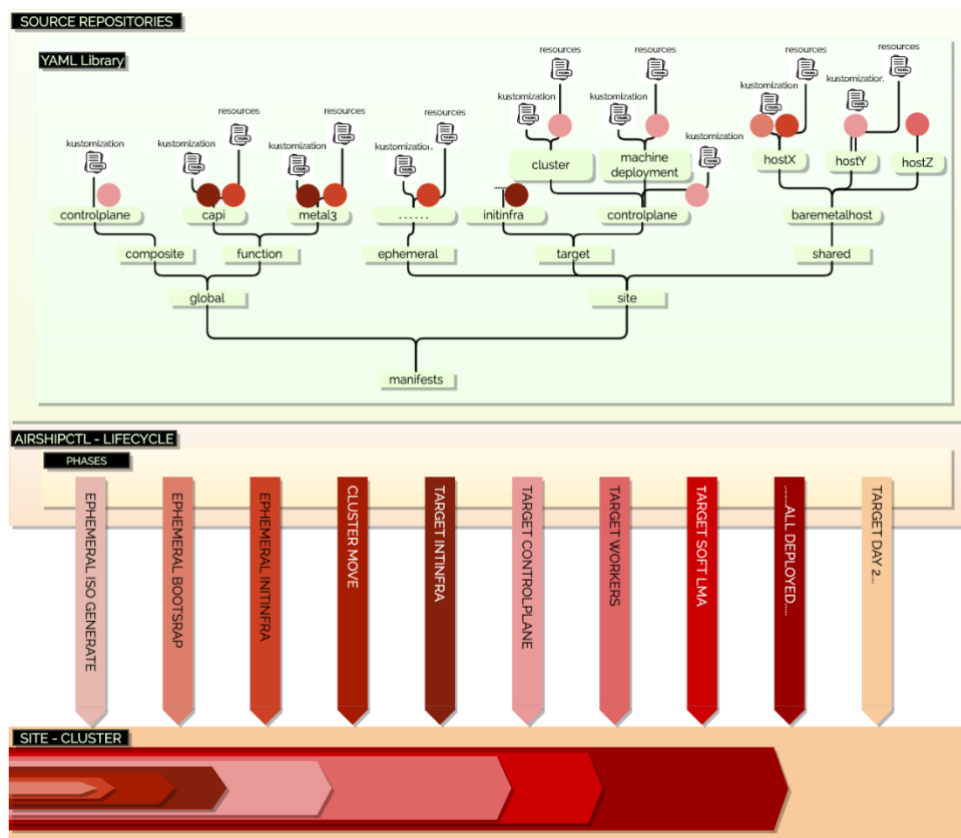 SOURCE REPOSITORIES
YAML Library
resources
resources
resources
resources
kustomization
kustomization
kustomization
resources
resources
resources
kustomization
kustomization
kustomization
kustomization
kustomization
cluster
machine
deployment
hostX
hostY
hostZ
controlplane
capi
metal3
......
initinfra
controlplane
baremetalhost
composite
function
ephemeral
target
shared
global
site
manifests
AIRSHIPCTL - LIFECYCLE
PHASES
EPHEMERAL ISO GENERATE
EPHEMERAL BOOTSRAP
EPHEMERAL INITINFRA
CLUSTER MOVE
TARGET INTINFRA
TARGET CONTROLPLANE
TARGET WORKERS
TARGET SOFT LMA
........ALL DEPLOYED.....
TARGET DAY 2...
SITE - CLUSTER